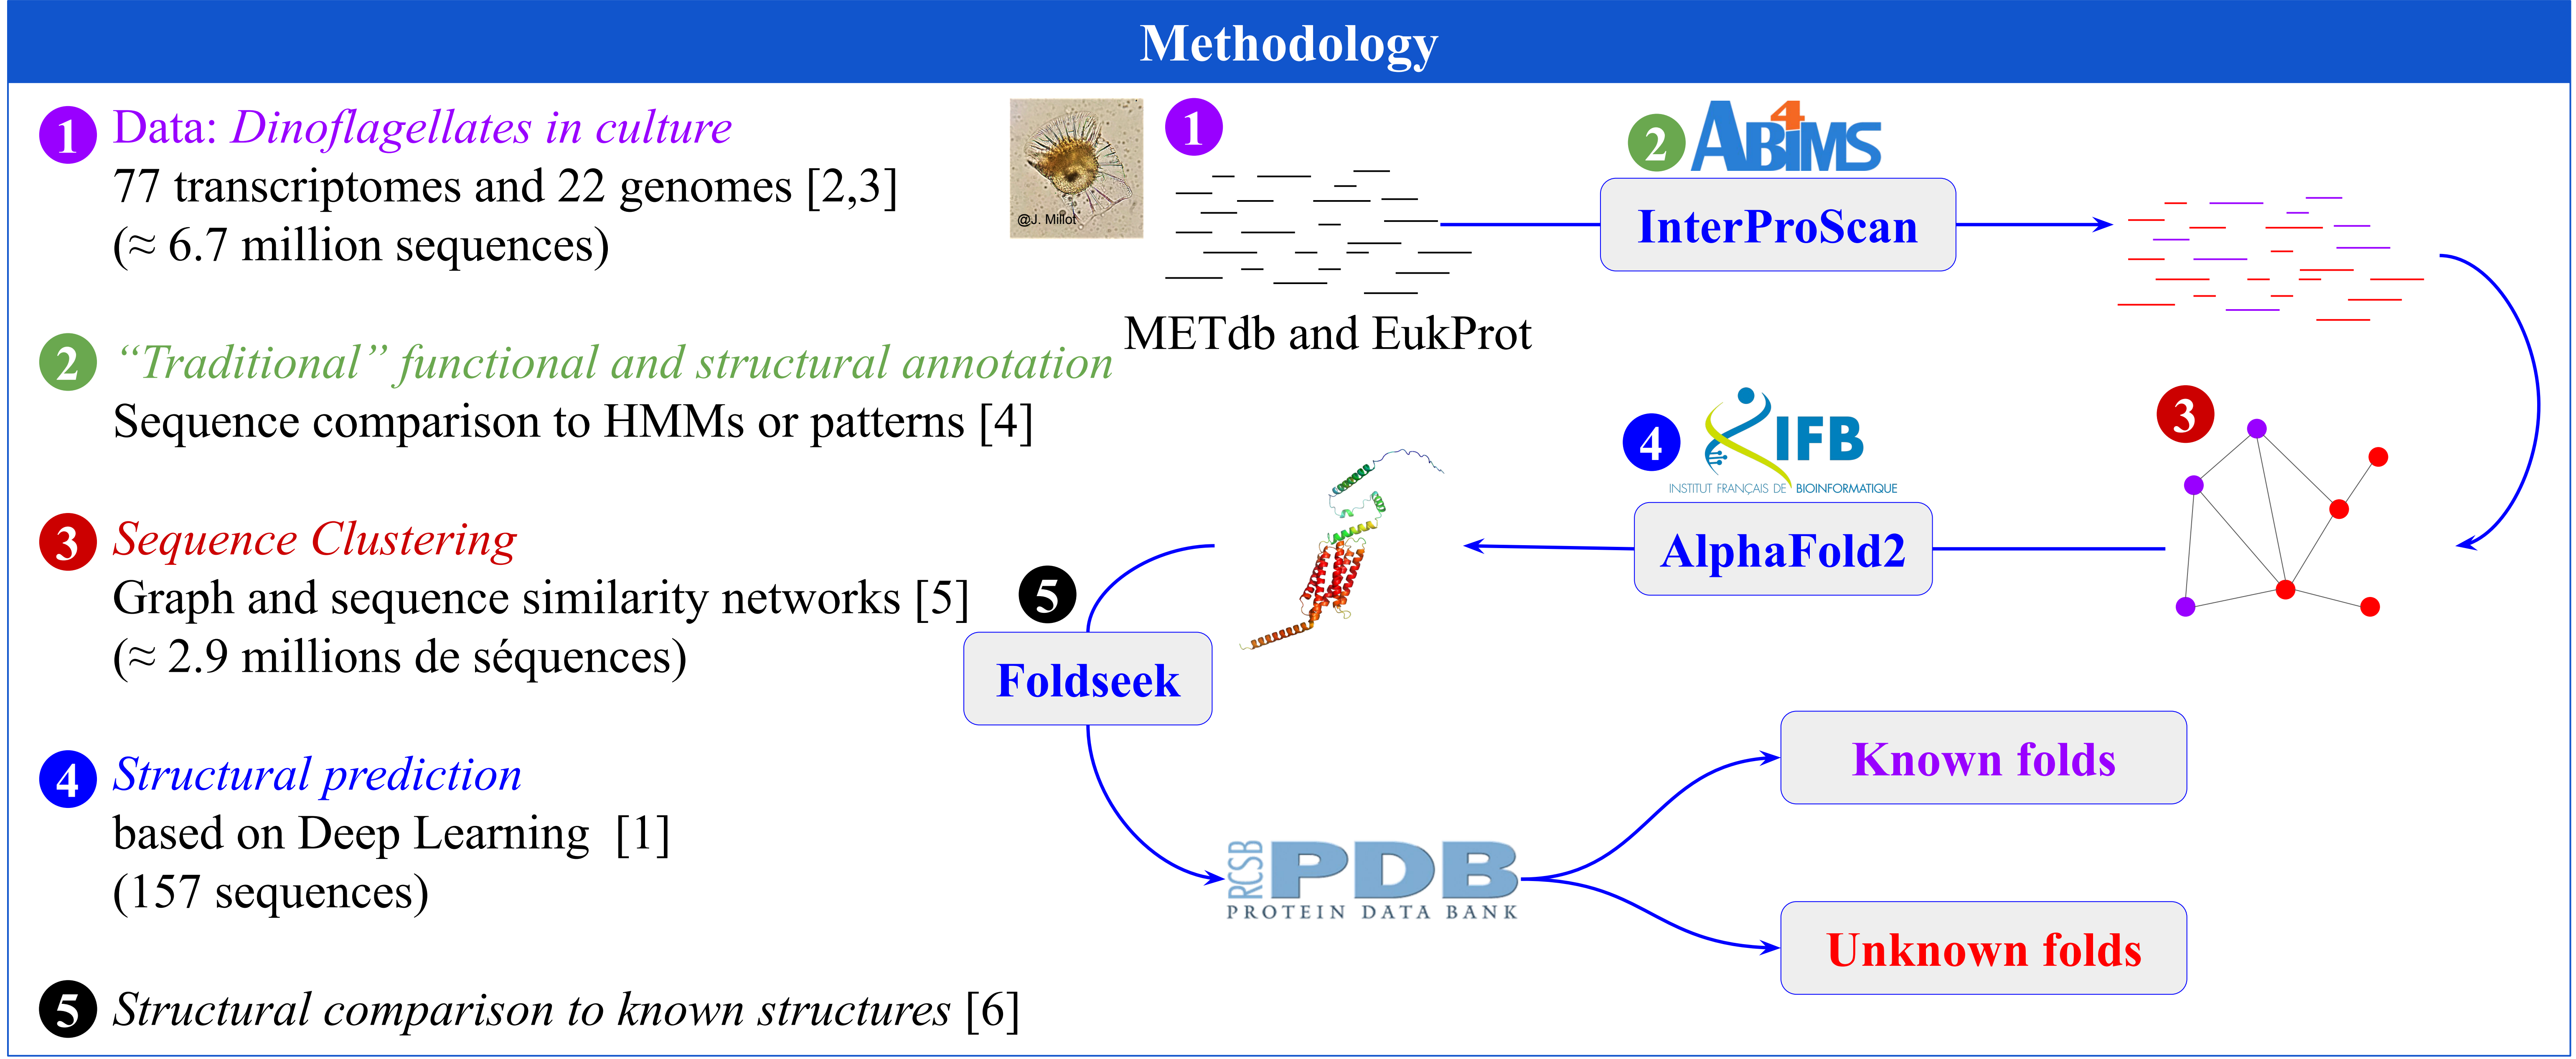 Methodology
1 Data: Dinoflagellates in culture
77 transcriptomes and 22 genomes [2,3]
(≈ 6.7 million sequences)
2 “Traditional” functional and structural annotation
Sequence comparison to HMMs or patterns [4]
3 Sequence Clustering
Graph and sequence similarity networks [5]
(≈ 2.9 millions de séquences)
4 Structural prediction
based on Deep Learning [1]
(157 sequences)
5 Structural comparison to known structures [6]
@J. Millot
1
METdb and EukProt
2 ABiMS
4
InterProScan
3
4 IFB
INSTITUT FRANÇAIS DE BIOINFORMATIQUE
AlphaFold2
5
Foldseek
RCSB PDB
PROTEIN DATA BANK
Known folds
Unknown folds